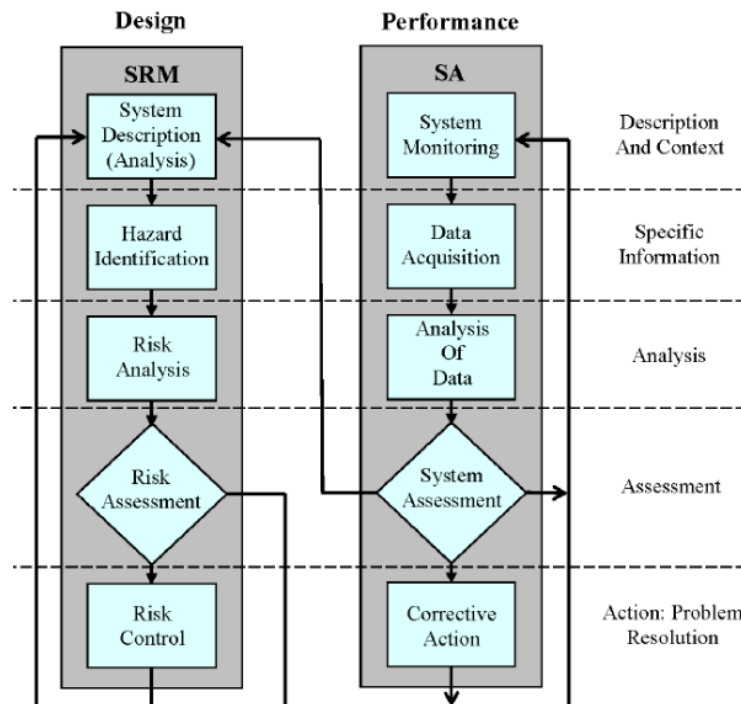 Design
Performance
SRM
SA
System
Description
(Analysis)
System
Monitoring
Description
And Context
Hazard
Identification
Data
Acquisition
Specific
Information
Risk
Analysis
Analysis
Of
Data
Analysis
Risk
Assessment
System
Assessment
Assessment
Risk
Control
Corrective
Action
Action: Problem
Resolution